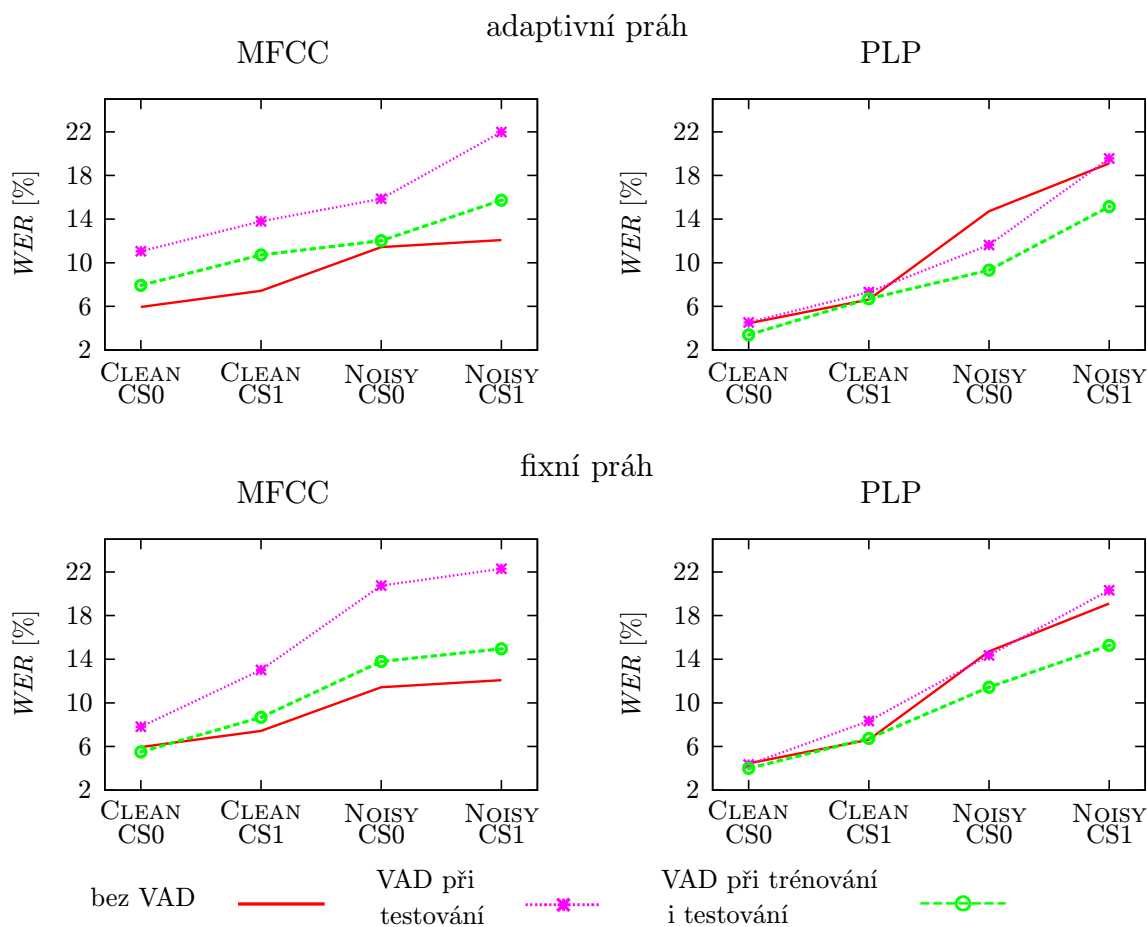 adaptivní práh
MFCC
PLP
WER [%]
22
18
14
10
6
2
CLEAN CS0
CLEAN CS1
NOISY CS0
NOISY CS1
WER [%]
22
18
14
10
6
2
CLEAN CS0
CLEAN CS1
NOISY CS0
NOISY CS1
fixní práh
MFCC
PLP
WER [%]
22
18
14
10
6
2
CLEAN CS0
CLEAN CS1
NOISY CS0
NOISY CS1
WER [%]
22
18
14
10
6
2
CLEAN CS0
CLEAN CS1
NOISY CS0
NOISY CS1
bez VAD
VAD při
testování
VAD při trénování
i testování